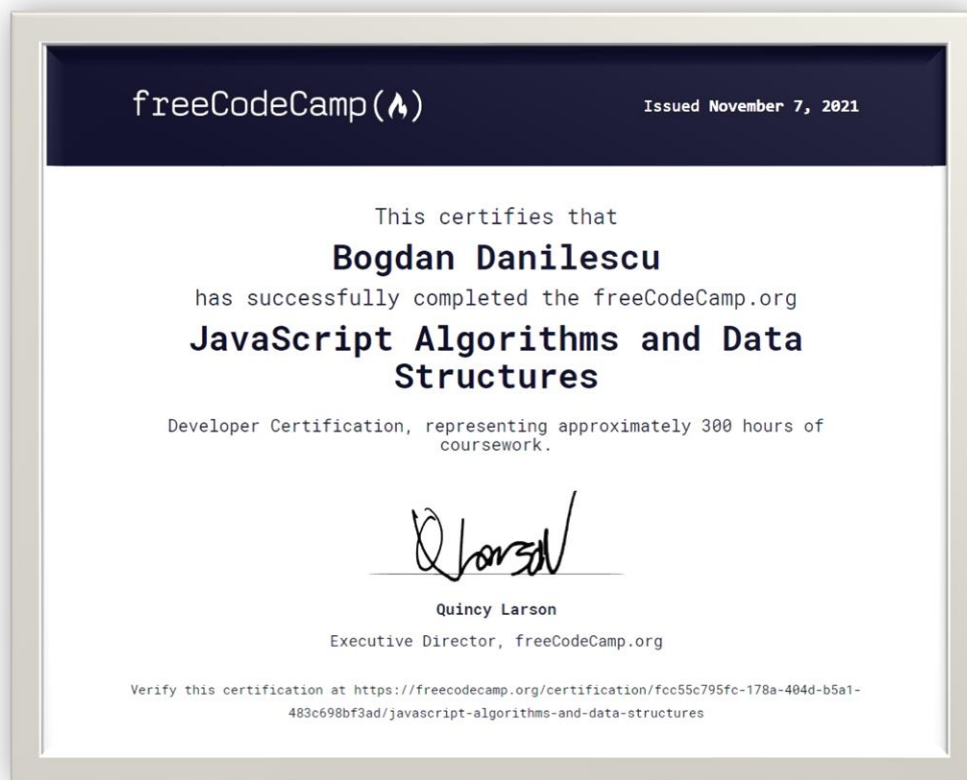 freeCodeCamp(🔥)
Issued November 7, 2021
This certifies that
Bogdan Danilescu
has successfully completed the freeCodeCamp.org
JavaScript Algorithms and Data
Structures
Developer Certification, representing approximately 300 hours of
coursework.
Q Larson
Quincy Larson
Executive Director, freeCodeCamp.org
Verify this certification at https://freecodecamp.org/certification/fcc55c795fc-178a-404d-b5a1-
483c698bf3ad/javascript-algorithms-and-data-structures